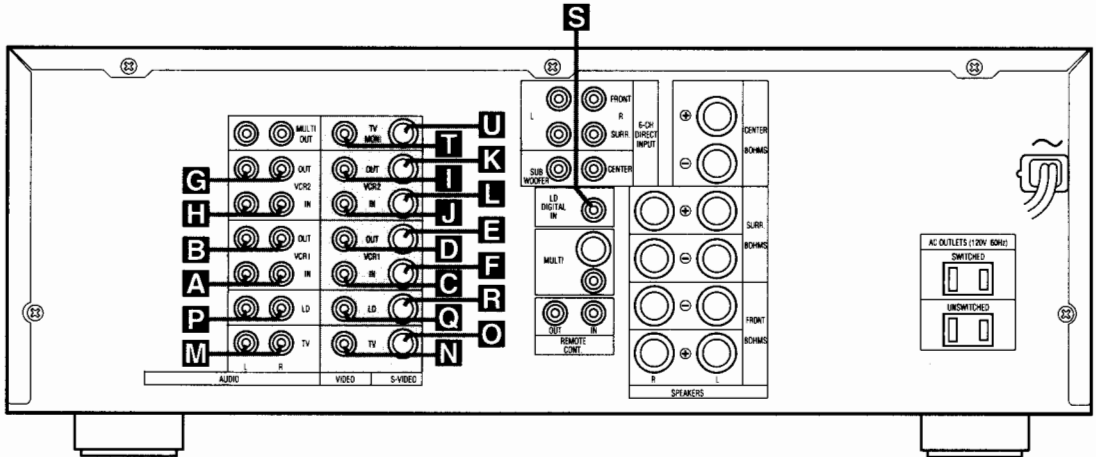 S
MULTI OUT
TV MONI
U
T
G
OUT
VCR2
OUT
VCR2
K
I
H
IN
IN
L
J
B
OUT
VCR1
OUT
VCR1
E
D
A
IN
IN
F
C
P
LD
LD
R
Q
M
TV
TV
O
N
L R
AUDIO VIDEO S-VIDEO
L
FRONT
R
SURR.
6-CH DIRECT INPUT
SUB WOOFER
CENTER
LD DIGITAL IN
MULTI
OUT IN
REMOTE CONT.
⊕
⊖
CENTER
8OHMS
⊕
⊖
SURR.
8OHMS
⊖
⊕
FRONT
8OHMS
R L
SPEAKERS
~
AC OUTLETS (120V 60Hz)
SWITCHED
UNSWITCHED